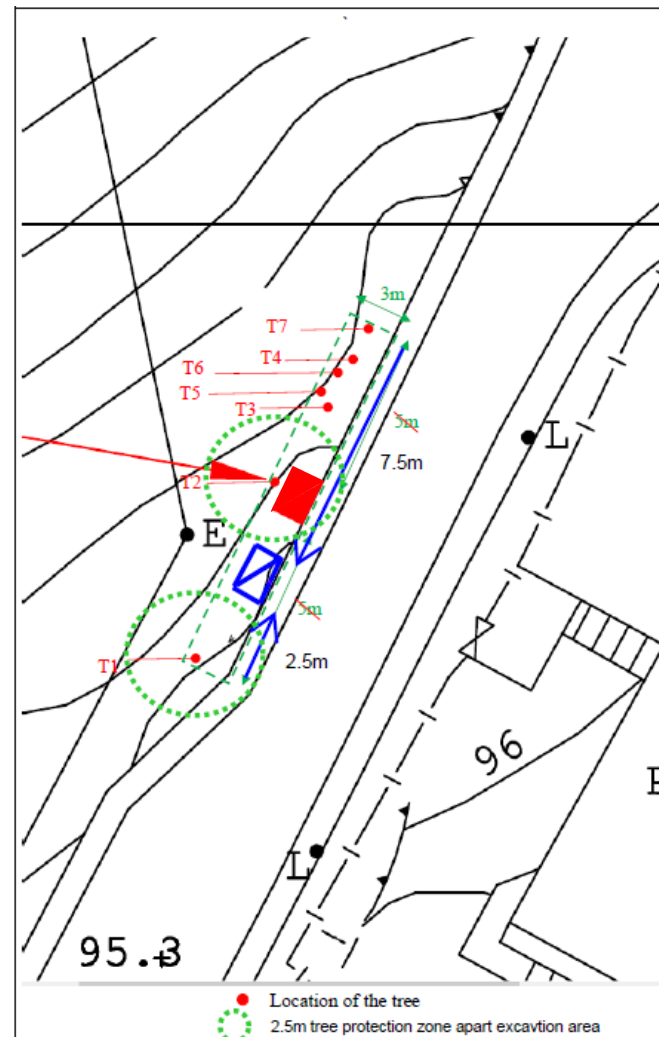 3m
T7
T4
T6
T5
T3
5m
L
7.5m
T2
E
5m
T1
2.5m
96
L
95.3
Location of the tree
2.5m tree protection zone apart excavtion area